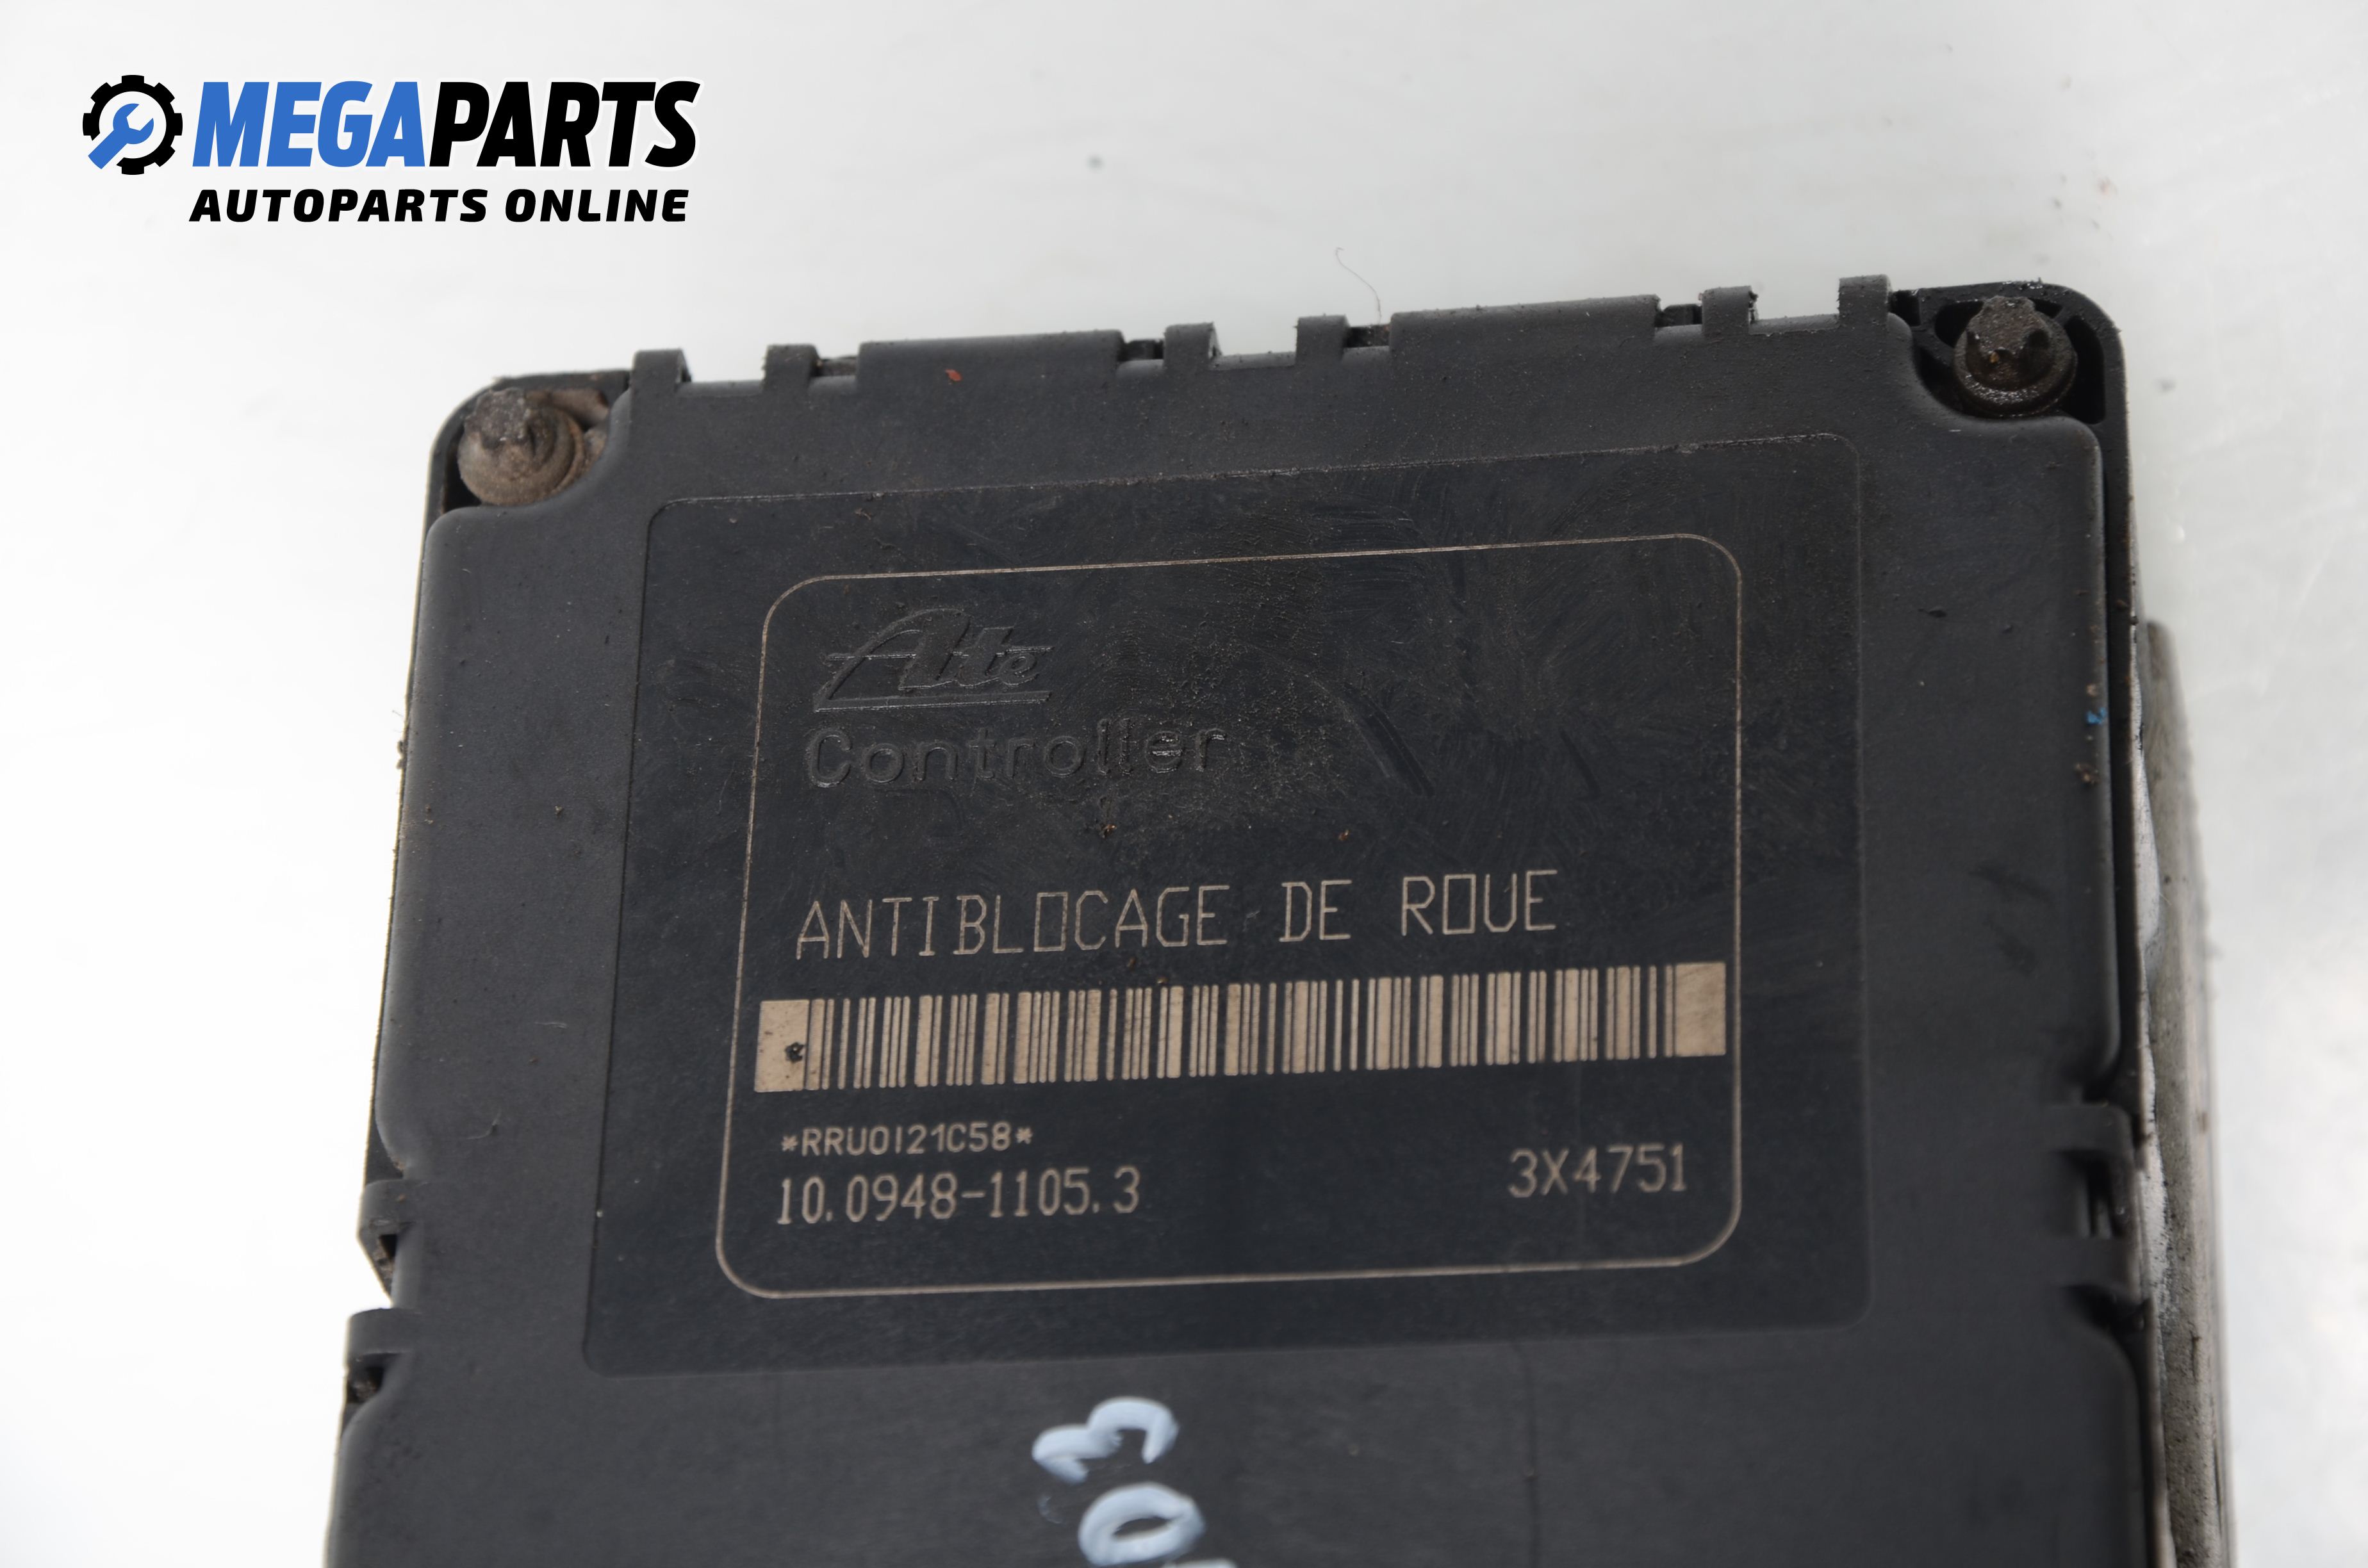 MEGAPARTS
AUTOPARTS ONLINE
Ate
Controller
ANTIBLOCAGE DE ROUE
*RRU0121C58*
10.0948-1105.3 3X4751